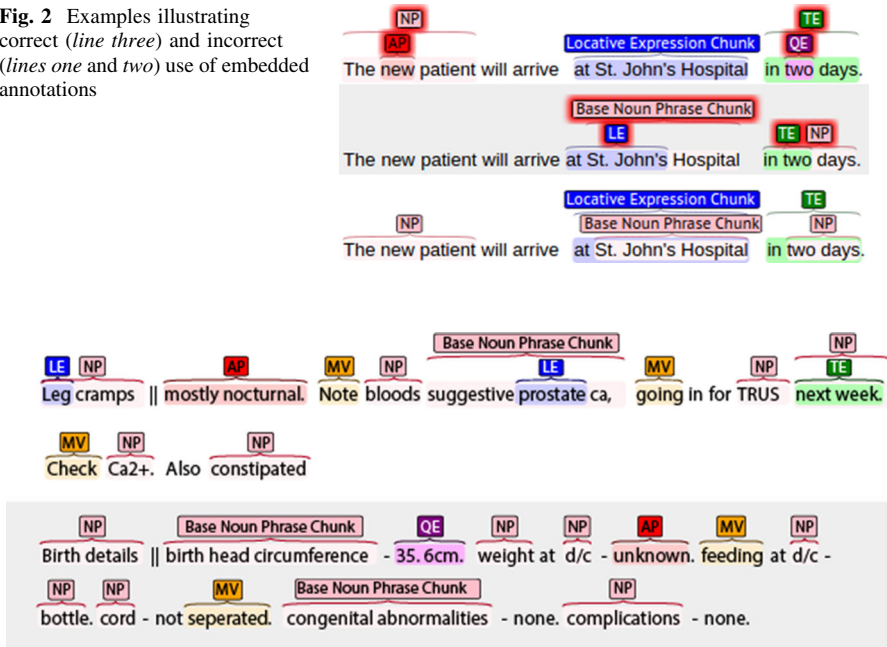 Fig. 2 Examples illustrating
correct (line three) and incorrect
(lines one and two) use of embedded
annotations
NP TE
AP Locative Expression Chunk QE
The new patient will arrive at St. John's Hospital in two days.
Base Noun Phrase Chunk
LE TE NP
The new patient will arrive at St. John's Hospital in two days.
Locative Expression Chunk TE
NP Base Noun Phrase Chunk NP
The new patient will arrive at St. John's Hospital in two days.
Base Noun Phrase Chunk NP
LE NP AP MV NP LE MV NP TE
Leg cramps || mostly nocturnal. Note bloods suggestive prostate ca, going in for TRUS next week.
MV NP NP
Check Ca2+. Also constipated
NP Base Noun Phrase Chunk QE NP NP AP MV NP
Birth details || birth head circumference - 35.6cm. weight at d/c - unknown. feeding at d/c -
NP NP MV Base Noun Phrase Chunk NP
bottle. cord - not seperated. congenital abnormalities - none. complications - none.